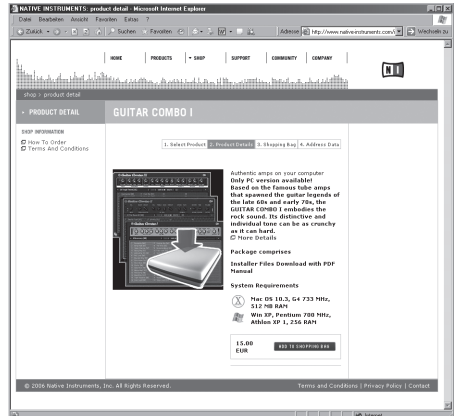 NATIVE INSTRUMENTS: product detail - Microsoft Internet Explorer
Datei Bearbeiten Ansicht Favoriten Extras ?
Zurück Suchen Favoriten Adresse http://www.native-instruments.com/ Wechseln zu
HOME PRODUCTS SHOP SUPPORT COMMUNITY COMPANY
NI
shop > product detail
PRODUCT DETAIL
GUITAR COMBO I
SHOP INFORMATION
How To Order
Terms And Conditions
1. Select Product 2. Product Details 3. Shopping Bag 4. Address Data
Authentic amps on your computer
Only PC version available!
Based on the famous tube amps
that spawned the guitar legends of
the late 60s and early 70s, the
GUITAR COMBO I embodies the
rock sound. Its distinctive and
individual tone can be as crunchy
as it can hard.
More Details
Package comprises
Installer Files Download with PDF
Manual
System Requirements
Mac OS 10.3, G4 733 MHz,
512 MB RAM
Win XP, Pentium 700 MHz,
Athlon XP 1, 256 RAM
15.00
EUR
ADD TO SHOPPING BAG
© 2006 Native Instruments, Inc. All Rights Reserved.
Terms and Conditions | Privacy Policy | Contact
Internet